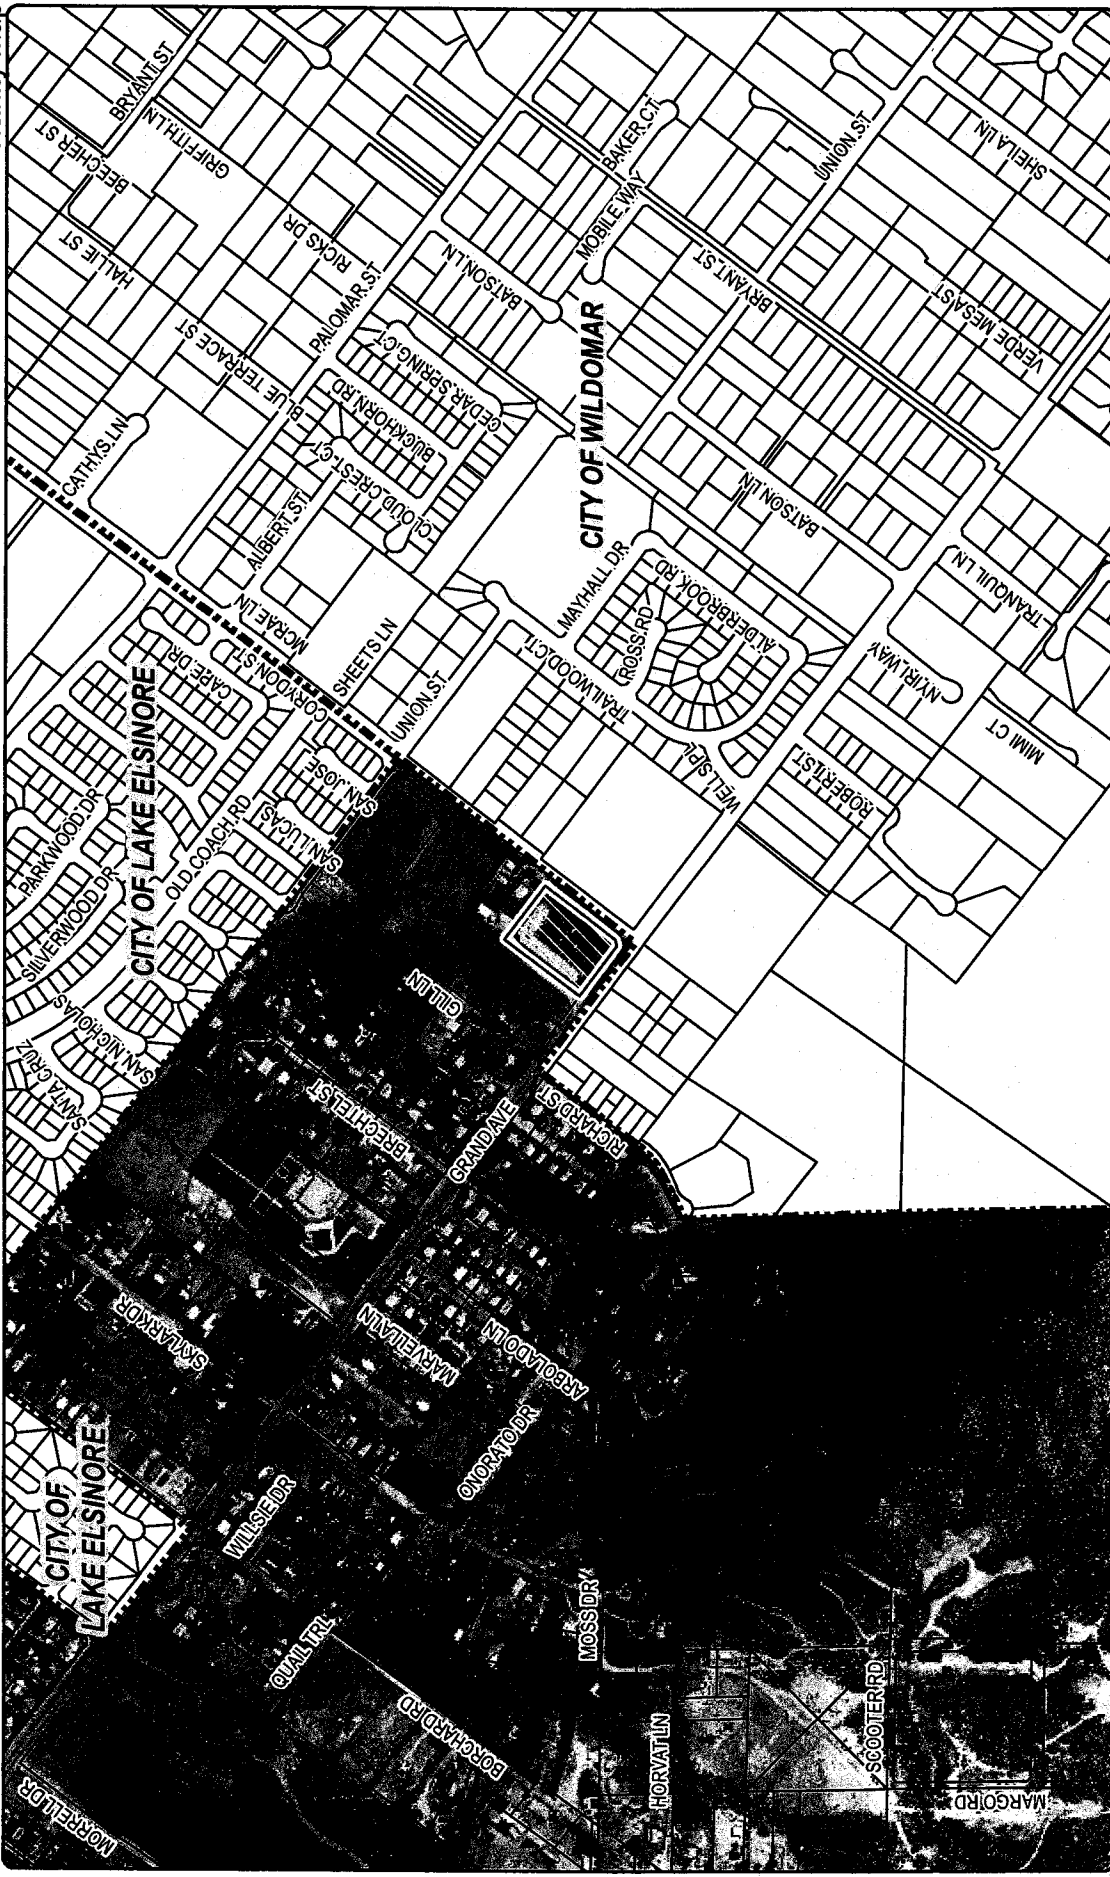 BRYANT ST
BEECHER ST
GRIFFITH LN
HALLIE ST
RICKS DR
BAKER CT
UNION ST
SHEILA LN
MOBILE WAY
BATSON LN
PALOMAR ST
BLUE TERRACE ST
BRYANT ST
VERDE MESA ST
CEDAR SPRING CT
BUCKHORN RD
CLOUD CREST CT
CITY OF WILDOMAR
CATHYS LN
ALBERT ST
BATSON LN
TRANQUIL LN
MAYHALL DR
ALDERBROOK RD
ROSS RD
MCRAE LN
SHEETS LN
UNION ST
TRAILWOOD CT
NYIRI WAY
MIMI CT
CORYDON ST
CABE DR
CITY OF LAKE ELSINORE
SAN JOSE
WELLS PL
ROBERT ST
PARKWOOD DR
SILVERWOOD DR
OLD COACH RD
SAN LUCAS
SAN NICHOLAS
SANTA CRUZ
GILL LN
BRECHTEL ST
GRAND AVE
RICHARD ST
SKYLARK DR
MARVELLA LN
ARBOLADO LN
ONORATO DR
CITY OF
LAKE ELSINORE
WILLSIE DR
QUAIL TRL
MOSS DR
BORCHARD RD
HORVAT LN
SCOOTER RD
MARGO RD
MORRELL DR